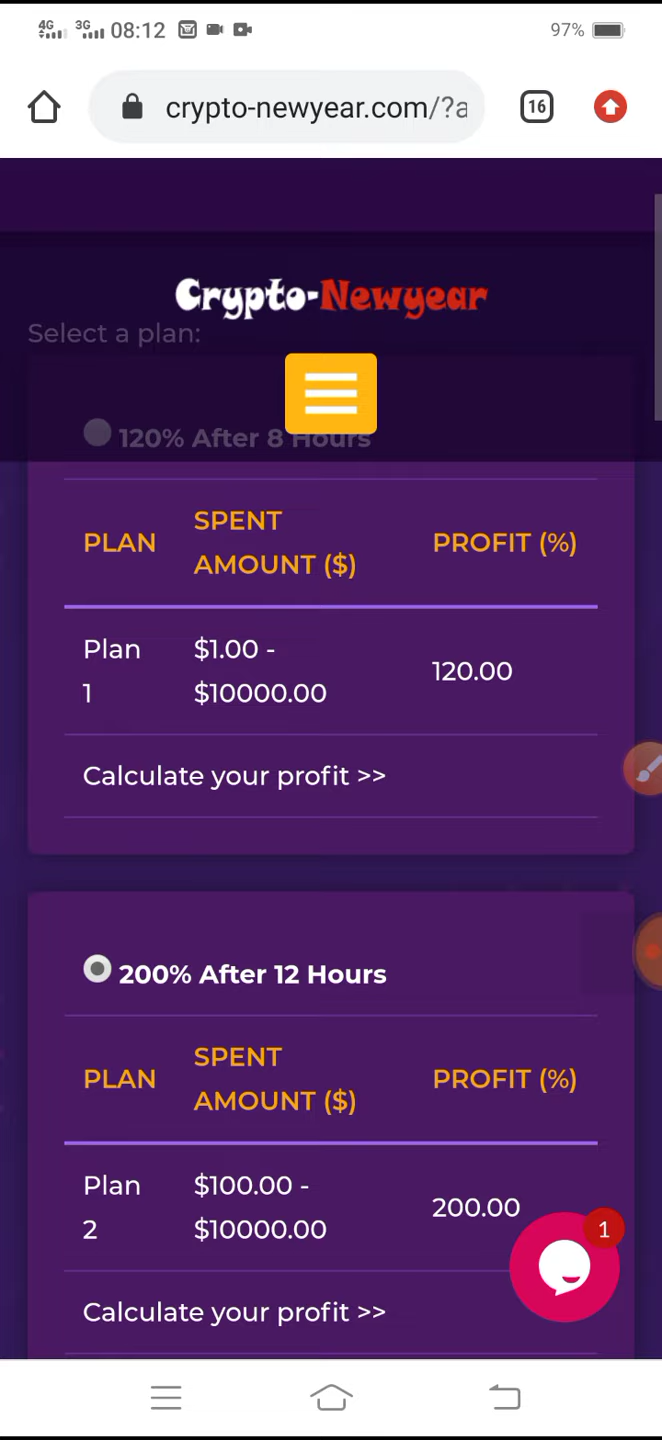 4G 3G 08:12 97%
crypto-newyear.com/?a 16
Crypto-Newyear
Select a plan:
120% After 8 Hours
PLAN SPENT AMOUNT ($) PROFIT (%)
Plan 1 $1.00 - $10000.00 120.00
Calculate your profit >>
200% After 12 Hours
PLAN SPENT AMOUNT ($) PROFIT (%)
Plan 2 $100.00 - $10000.00 200.00
1
Calculate your profit >>